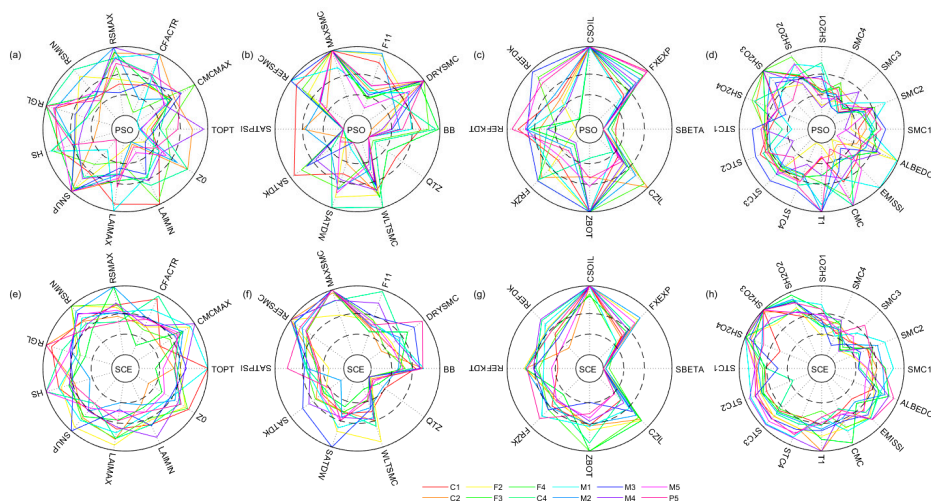 (a)
RSMAX
CFACTR
CMCMAX
TOPT
Z0
LAIMIN
LAIMAX
SNUP
HS
RGL
RSMIN
PSO
(b)
MAXSMC
F11
DRYSMC
BB
QTZ
WLTSMC
SATDW
SATDK
SATPSI
REFSMC
PSO
(c)
CSOIL
FXEXP
SBETA
CZIL
ZBOT
FRZK
REFKDT
REFDK
PSO
(d)
SH2O1
SMC4
SMC3
SMC2
SMC1
ALBEDO
EMISSI
CMC
T1
STC4
STC3
STC2
STC1
SH2O4
SH2O3
SH2O2
PSO
(e)
RSMAX
CFACTR
CMCMAX
TOPT
Z0
LAIMIN
LAIMAX
SNUP
HS
RGL
RSMIN
SCE
(f)
MAXSMC
F11
DRYSMC
BB
QTZ
WLTSMC
SATDW
SATDK
SATPSI
REFSMC
SCE
(g)
CSOIL
FXEXP
SBETA
CZIL
ZBOT
FRZK
REFKDT
REFDK
SCE
(h)
SH2O1
SMC4
SMC3
SMC2
SMC1
ALBEDO
EMISSI
CMC
T1
STC4
STC3
STC2
STC1
SH2O4
SH2O3
SH2O2
SCE
C1 F2 F4 M1 M3 M5
C2 F3 C4 M2 M4 P5